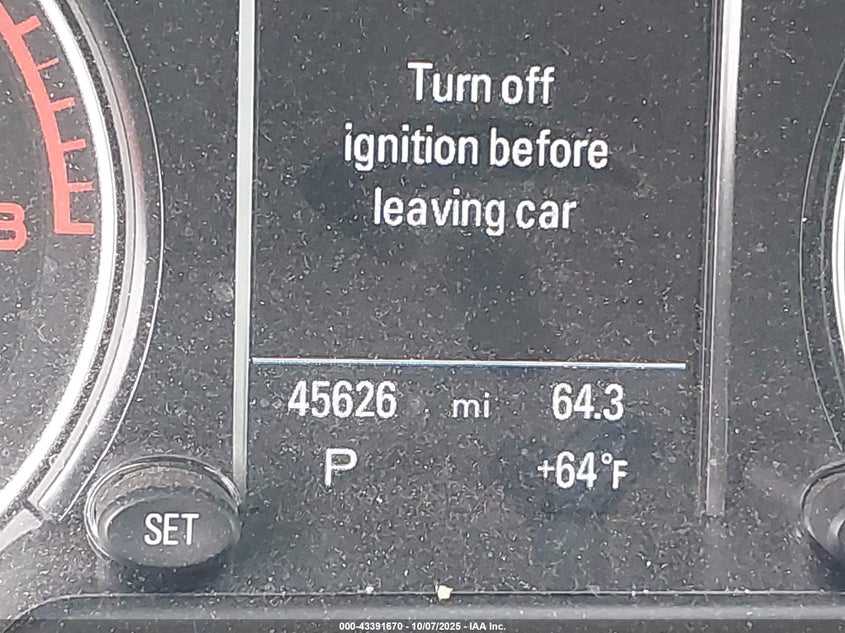 Turn off
ignition before
leaving car
8
45626 mi 64.3
P +64°F
SET
000-43391670 - 10/07/2025 - IAA Inc.